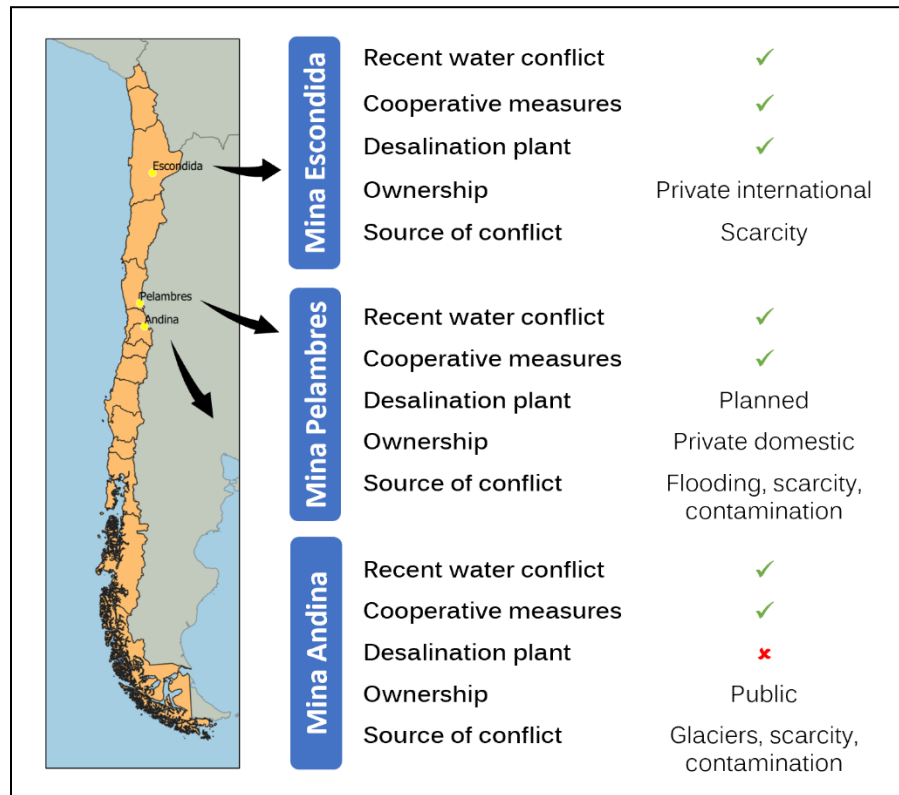 Escondida
Pelambres
Andina
Mina Escondida
Recent water conflict ✓
Cooperative measures ✓
Desalination plant ✓
Ownership Private international
Source of conflict Scarcity
Mina Pelambres
Recent water conflict ✓
Cooperative measures ✓
Desalination plant Planned
Ownership Private domestic
Source of conflict Flooding, scarcity,
contamination
Mina Andina
Recent water conflict ✓
Cooperative measures ✓
Desalination plant ✘
Ownership Public
Source of conflict Glaciers, scarcity,
contamination